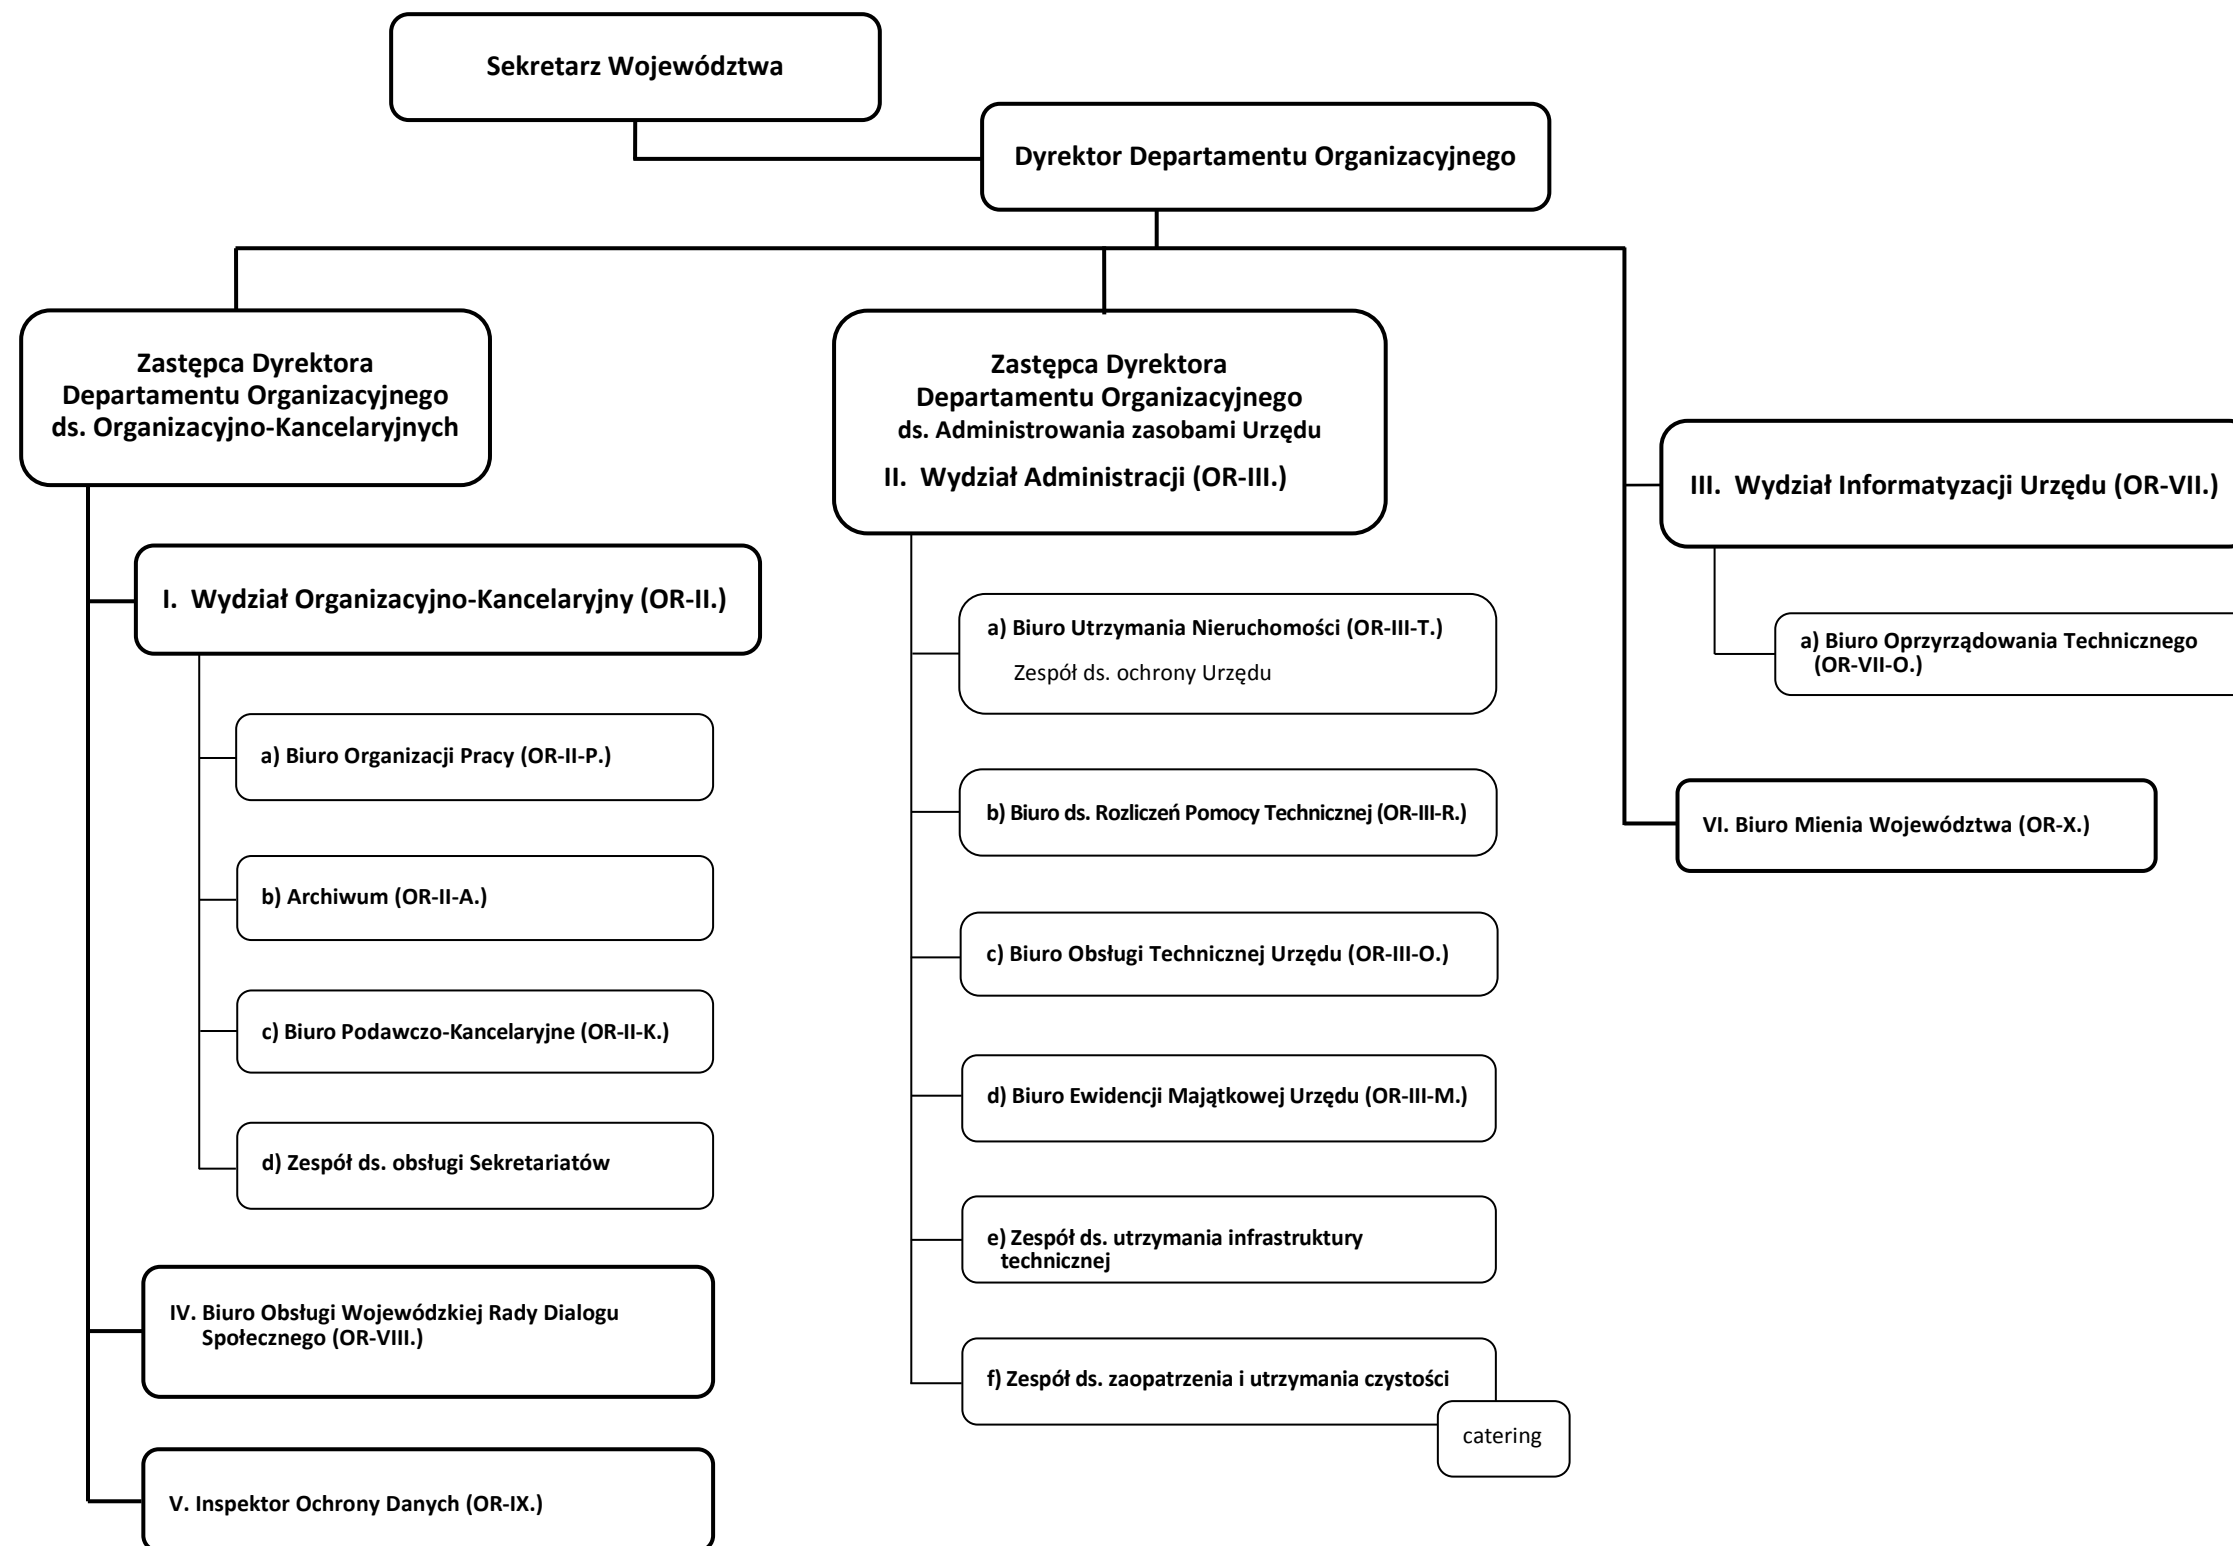 Sekretarz Województwa
Dyrektor Departamentu Organizacyjnego
Zastępca Dyrektora
Departamentu Organizacyjnego
ds. Organizacyjno-Kancelaryjnych
I. Wydział Organizacyjno-Kancelaryjny (OR-II.)
a) Biuro Organizacji Pracy (OR-II-P.)
b) Archiwum (OR-II-A.)
c) Biuro Podawczo-Kancelaryjne (OR-II-K.)
d) Zespół ds. obsługi Sekretariatów
IV. Biuro Obsługi Wojewódzkiej Rady Dialogu
Społecznego (OR-VIII.)
V. Inspektor Ochrony Danych (OR-IX.)
Zastępca Dyrektora
Departamentu Organizacyjnego
ds. Administrowania zasobami Urzędu
II. Wydział Administracji (OR-III.)
a) Biuro Utrzymania Nieruchomości (OR-III-T.)
Zespół ds. ochrony Urzędu
b) Biuro ds. Rozliczeń Pomocy Technicznej (OR-III-R.)
c) Biuro Obsługi Technicznej Urzędu (OR-III-O.)
d) Biuro Ewidencji Majątkowej Urzędu (OR-III-M.)
e) Zespół ds. utrzymania infrastruktury
technicznej
f) Zespół ds. zaopatrzenia i utrzymania czystości
catering
III. Wydział Informatyzacji Urzędu (OR-VII.)
a) Biuro Oprzyrządowania Technicznego
(OR-VII-O.)
VI. Biuro Mienia Województwa (OR-X.)